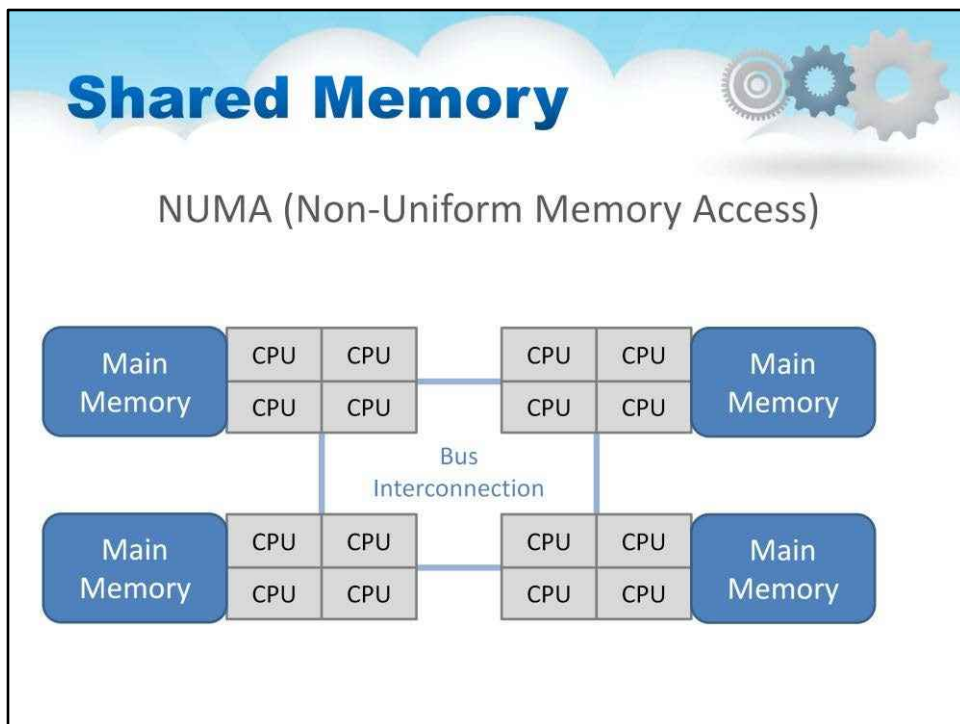 Shared Memory
NUMA (Non-Uniform Memory Access)
Main
Memory
CPU CPU
CPU CPU
CPU CPU
CPU CPU
Main
Memory
Bus
Interconnection
Main
Memory
CPU CPU
CPU CPU
CPU CPU
CPU CPU
Main
Memory